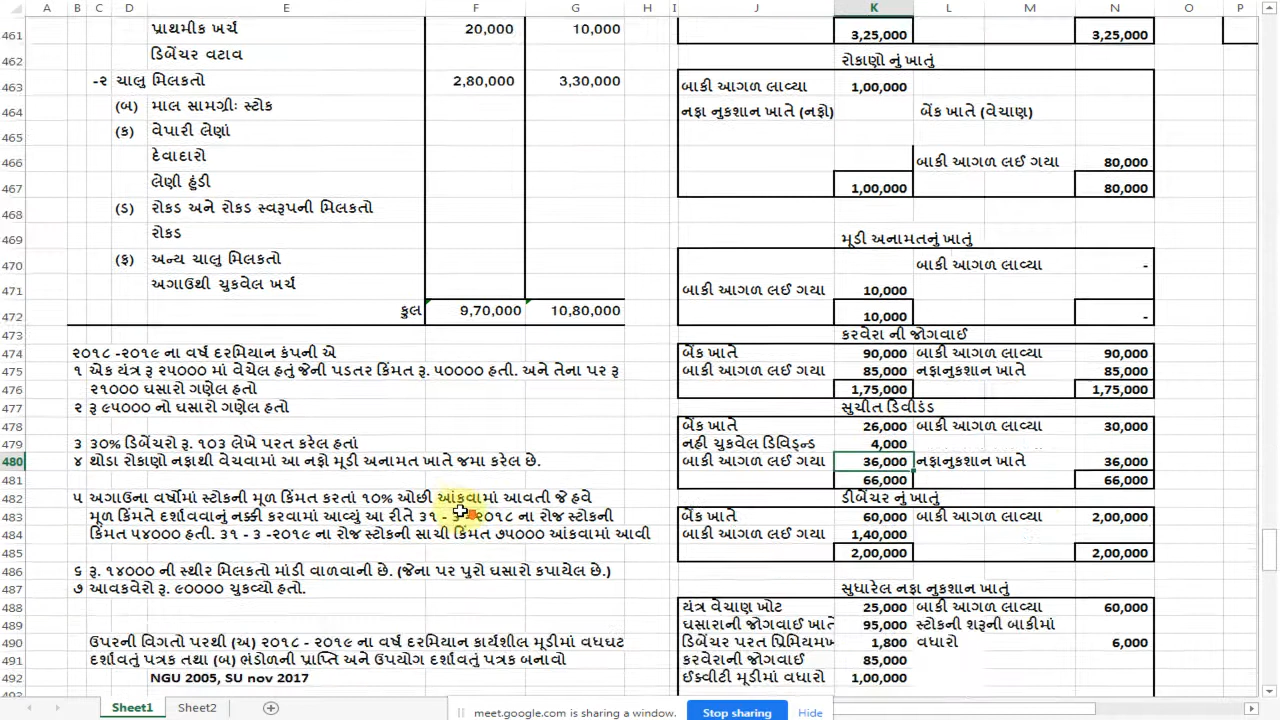 A B C D E F G H I J K L M N O P
461 પ્રાથમીક ખર્ચ 20,000 10,000 3,25,000 3,25,000
462 ડિબેંચર વટાવ રોકાણો નું ખાતું
463 -૨ ચાલુ મિલકતો 2,80,000 3,30,000 બાકી આગળ લાવ્યા 1,00,000
464 (બ) માલ સામગ્રીઃ સ્ટોક નફા નુકશાન ખાતે (નફો) બેંક ખાતે (વેચાણ)
465 (ક) વેપારી લેણાં
466 દેવાદારો બાકી આગળ લઈ ગયા 80,000
467 લેણી હુંડી 1,00,000 80,000
468 (ડ) રોકડ અને રોકડ સ્વરૂપની મિલકતો
469 રોકડ મૂડી અનામતનું ખાતું
470 (ફ) અન્ય ચાલુ મિલકતો બાકી આગળ લાવ્યા -
471 અગાઉથી ચુકવેલ ખર્ચ બાકી આગળ લઈ ગયા 10,000
472 કુલ 9,70,000 10,80,000 10,000 -
473 કરવેરા ની જોગવાઈ
474 ૨૦૧૮ -૨૦૧૯ ના વર્ષ દરમિયાન કંપની એ બેંક ખાતે 90,000 બાકી આગળ લાવ્યા 90,000
475 ૧ એક યંત્ર રૂ ૨૫૦૦૦ માં વેચેલ હતું જેની પડતર કિંમત રૂ. ૫૦૦૦૦ હતી. અને તેના પર રૂ બાકી આગળ લઈ ગયા 85,000 નફાનુકશાન ખાતે 85,000
476 ૨૧૦૦૦ ઘસારો ગણેલ હતો 1,75,000 1,75,000
477 ૨ રૂ ૯૫૦૦૦ નો ઘસારો ગણેલ હતો સુચીત ડિવીડંડ
478 બેંક ખાતે 26,000 બાકી આગળ લાવ્યા 30,000
479 ૩ ૩૦% ડિબેંચરો રૂ. ૧૦૩ લેખે પરત કરેલ હતાં નહી ચુકવેલ ડિવિડ્ન્ડ 4,000
480 ૪ થોડા રોકાણો નફાથી વેચવામાં આ નફો મૂડી અનામત ખાતે જમા કરેલ છે. બાકી આગળ લઈ ગયા 36,000 નફાનુકશાન ખાતે 36,000
481 66,000 66,000
482 ૫ અગાઉના વર્ષોમાં સ્ટોકની મૂળ કિંમત કરતાં ૧૦% ઓછી આંકવામાં આવતી જે હવે ડીબેંચર નું ખાતું
483 મૂળ કિંમતે દર્શાવવાનું નક્કી કરવામાં આવ્યું આ રીતે ૩૧ - ૨૦૧૮ ના રોજ સ્ટોકની બેંક ખાતે 60,000 બાકી આગળ લાવ્યા 2,00,000
484 કિંમત ૫૪૦૦૦ હતી. ૩૧ - ૩ -૨૦૧૯ ના રોજ સ્ટોકની સાચી કિંમત ૭૫૦૦૦ આંકવામાં આવી બાકી આગળ લઈ ગયા 1,40,000
485 2,00,000 2,00,000
486 ૬ રૂ. ૧૪૦૦૦ ની સ્થીર મિલકતો માંડી વાળવાની છે. (જેના પર પુરો ઘસારો કપાયેલ છે.)
487 ૭ આવકવેરો રૂ. ૯૦૦૦૦ ચુકવ્યો હતો. સુધારેલ નફા નુકશાન ખાતું
488 યંત્ર વેચાણ ખોટ 25,000 બાકી આગળ લાવ્યા 60,000
489 ઘસારાની જોગવાઈ ખાતે 95,000 સ્ટોકની શરૂની બાકીમાં
490 ઉપરની વિગતો પરથી (અ) ૨૦૧૮ - ૨૦૧૯ ના વર્ષ દરમિયાન કાર્યશીલ મૂડીમાં વધઘટ ડિબેંચર પરત 1,800 વધારો 6,000
491 દર્શાવતું પત્રક તથા (બ) ભંડોળની પ્રાપ્તિ અને ઉપયોગ દર્શાવતું પત્રક બનાવો કરવેરાની જોગવાઈ 85,000
492 NGU 2005, SU nov 2017 ઈક્વીટી મૂડીમાં વધારો 1,00,000
Sheet1 Sheet2
meet.google.com is sharing a window. Stop sharing Hide